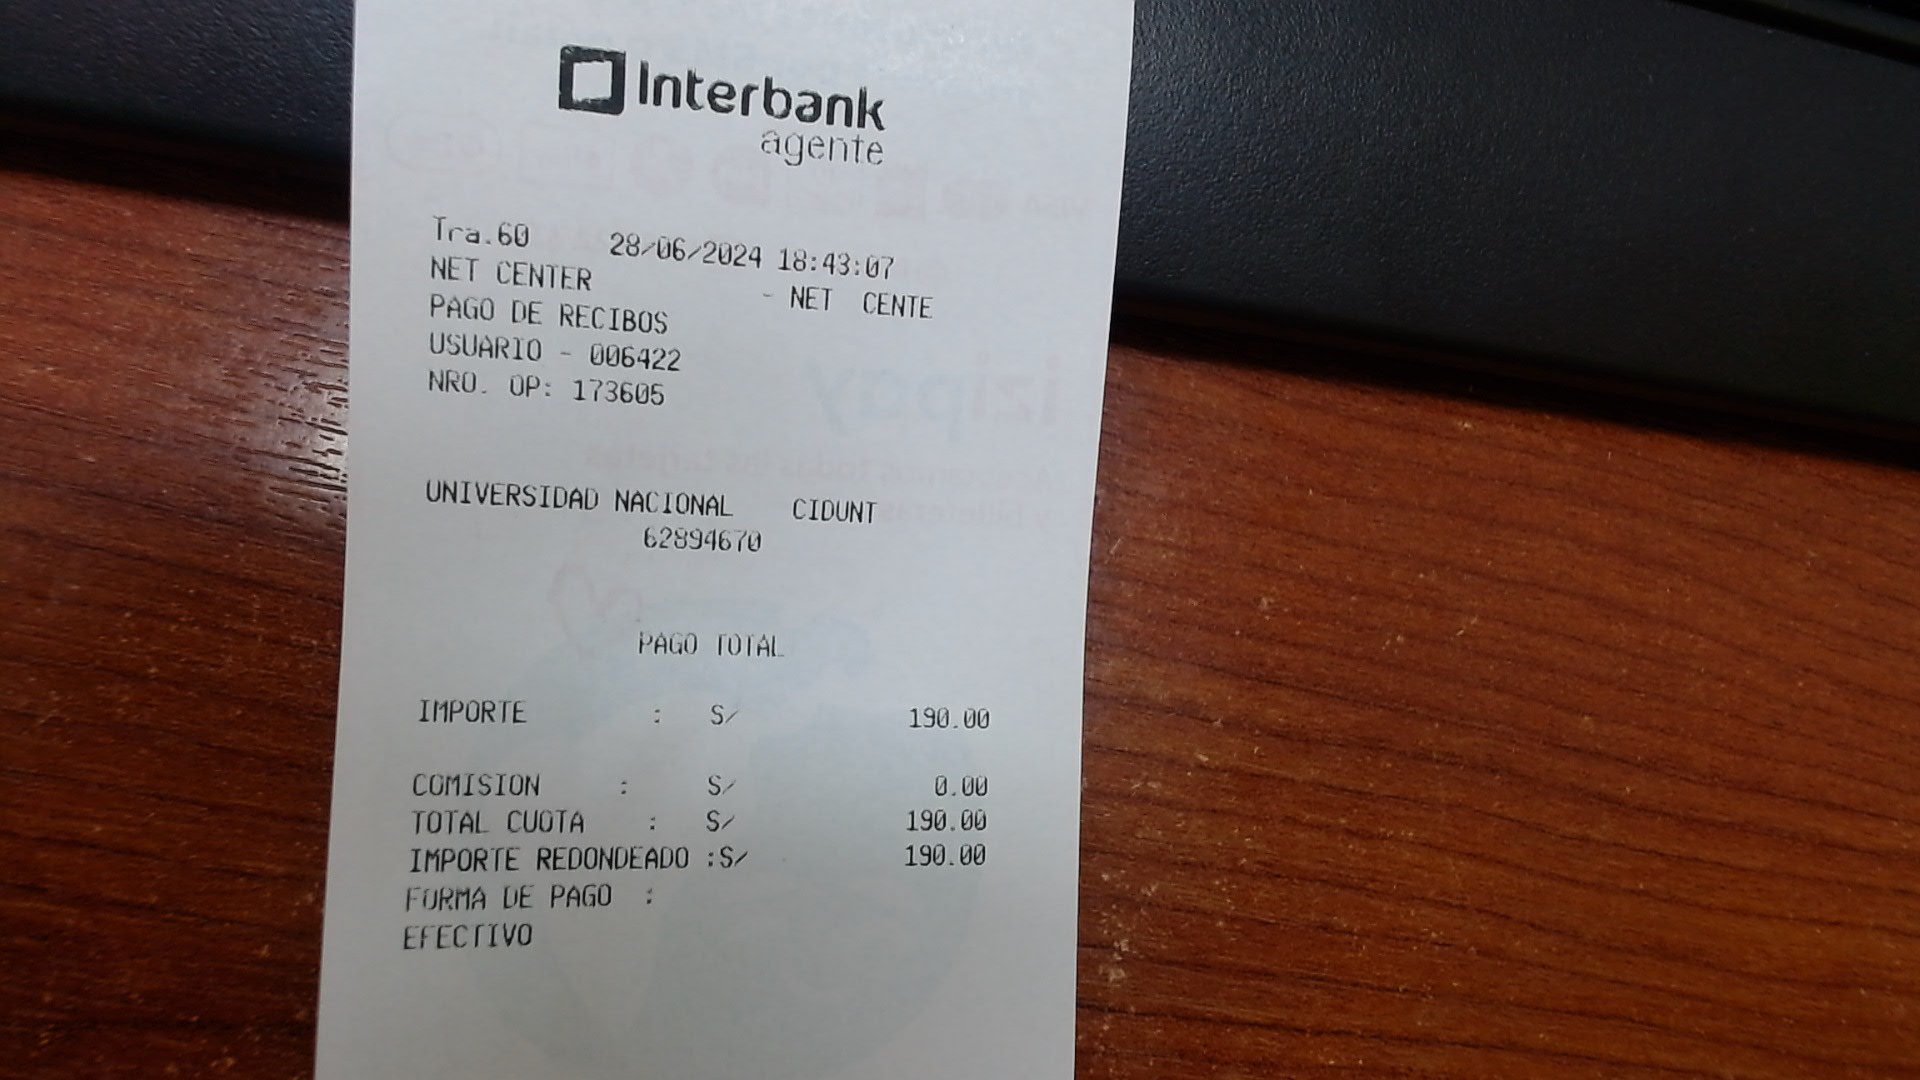 Interbank
agente
Tra.60 28/06/2024 18:43:07
NET CENTER - NET CENTE
PAGO DE RECIBOS
USUARIO - 006422
NRO. OP: 173605
UNIVERSIDAD NACIONAL CIDUNT
62894670
PAGO TOTAL
IMPORTE : S/ 190.00
COMISION : S/ 0.00
TOTAL CUOTA : S/ 190.00
IMPORTE REDONDEADO :S/ 190.00
FORMA DE PAGO :
EFECTIVO
izipay